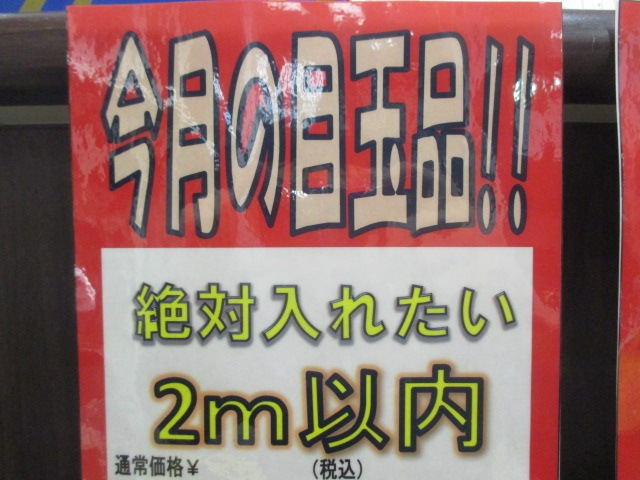 今月の目玉品!!
絶対入れたい
2m以内
通常価格¥ (税込)